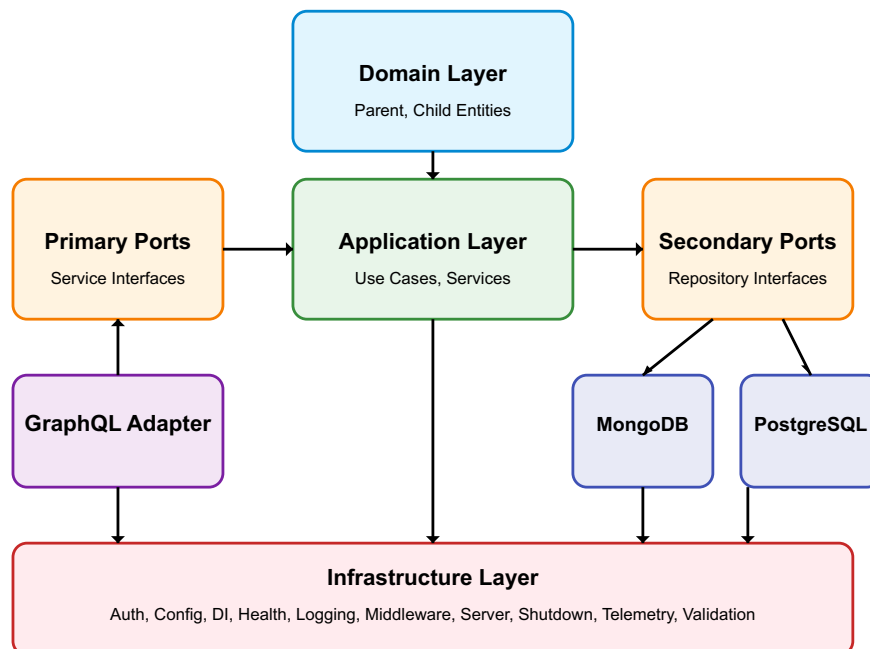 Domain Layer
Parent, Child Entities
Primary Ports
Service Interfaces
Application Layer
Use Cases, Services
Secondary Ports
Repository Interfaces
GraphQL Adapter
MongoDB
PostgreSQL
Infrastructure Layer
Auth, Config, DI, Health, Logging, Middleware, Server, Shutdown, Telemetry, Validation